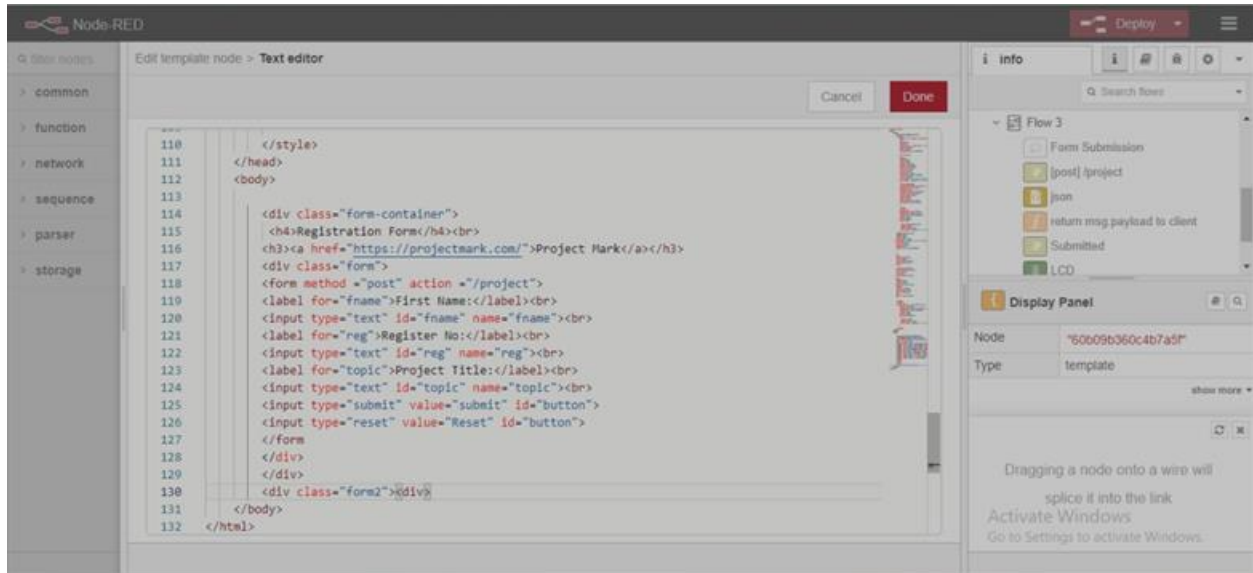 Node-RED
Deploy
filter nodes
Edit template node > Text editor
i info
Cancel
Done
Search flows
common
function
network
sequence
parser
storage
110 </style>
111 </head>
112 <body>
113
114 <div class="form-container">
115 <h4>Registration Form</h4><br>
116 <h3><a href="https://projectmark.com/">Project Mark</a></h3>
117 <div class="form">
118 <form method ="post" action ="/project">
119 <label for="fname">First Name:</label><br>
120 <input type="text" id="fname" name="fname"><br>
121 <label for="reg">Register No:</label><br>
122 <input type="text" id="reg" name="reg"><br>
123 <label for="topic">Project Title:</label><br>
124 <input type="text" id="topic" name="topic"><br>
125 <input type="submit" value="submit" id="button">
126 <input type="reset" value="Reset" id="button">
127 </form
128 </div>
129 </div>
130 <div class="form2"><div>
131 </body>
132 </html>
Flow 3
Form Submission
[post] /project
json
return msg payload to client
Submitted
LCD
Display Panel
Node "60b09b360c4b7a5f"
Type template
show more
Dragging a node onto a wire will
splice it into the link
Activate Windows
Go to Settings to activate Windows.